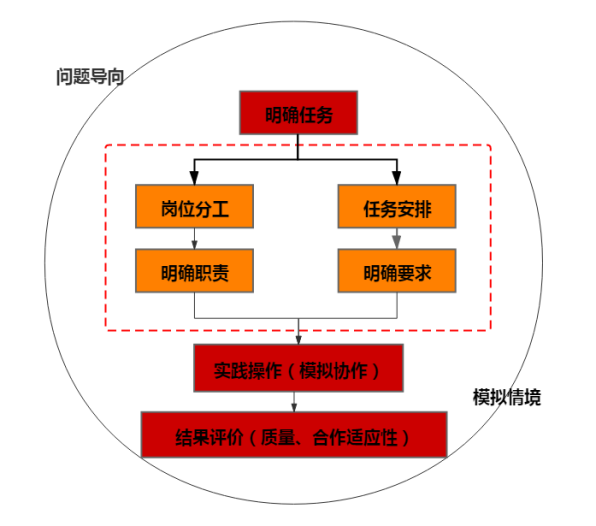 问题导向
明确任务
岗位分工
任务安排
明确职责
明确要求
实践操作（模拟协作）
模拟情境
结果评价（质量、合作适应性）